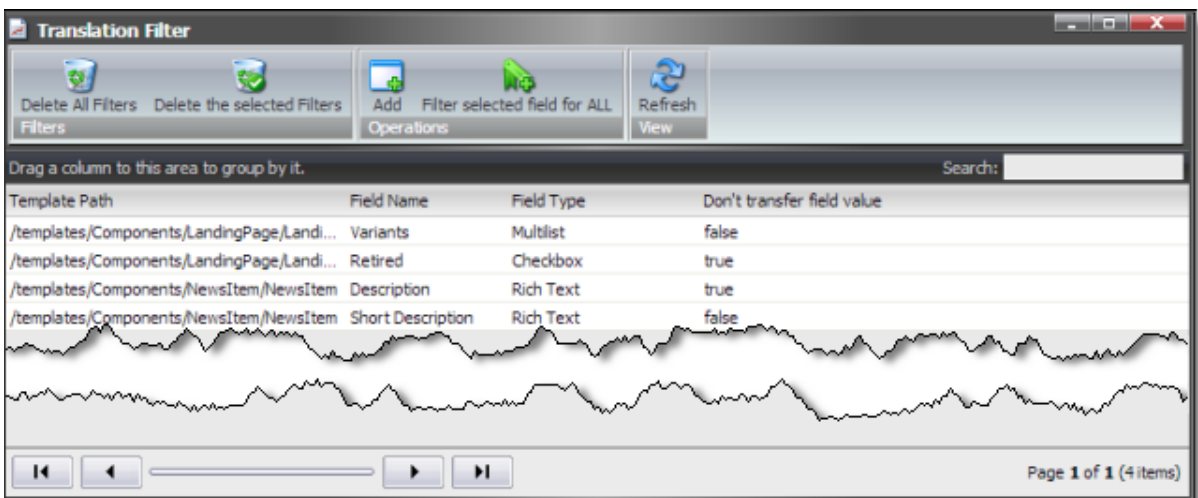 Translation Filter
Delete All Filters Delete the selected Filters Add Filter selected field for ALL Refresh
Filters Operations View
Drag a column to this area to group by it. Search:
Template Path Field Name Field Type Don't transfer field value
/templates/Components/LandingPage/Landi... Variants Multilist false
/templates/Components/LandingPage/Landi... Retired Checkbox true
/templates/Components/NewsItem/NewsItem Description Rich Text true
/templates/Components/NewsItem/NewsItem Short Description Rich Text false
Page 1 of 1 (4 items)